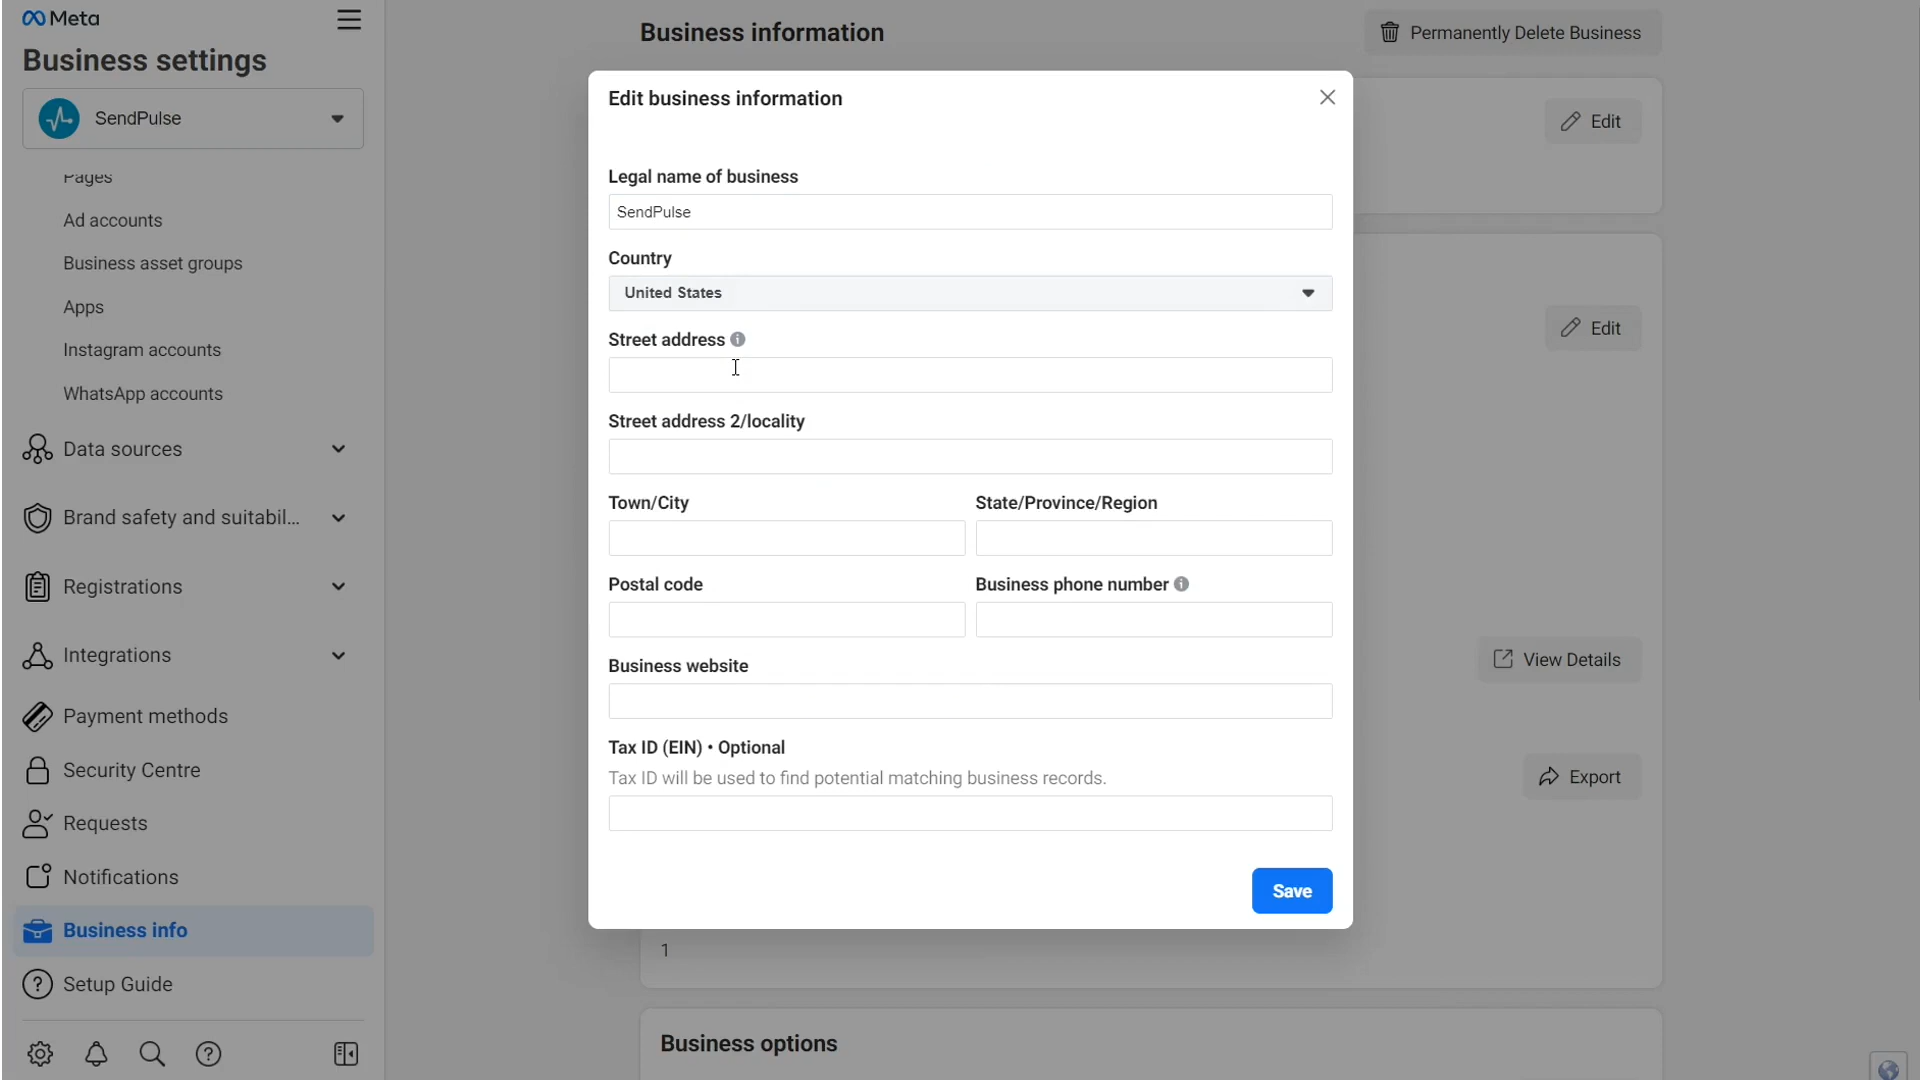 Meta
Business settings
SendPulse
Pages
Ad accounts
Business asset groups
Apps
Instagram accounts
WhatsApp accounts
Data sources
Brand safety and suitabil...
Registrations
Integrations
Payment methods
Security Centre
Requests
Notifications
Business info
Setup Guide
Business information
Permanently Delete Business
Edit
Edit
View Details
Export
Edit business information
Legal name of business
SendPulse
Country
United States
Street address
Street address 2/locality
Town/City
State/Province/Region
Postal code
Business phone number
Business website
Tax ID (EIN) • Optional
Tax ID will be used to find potential matching business records.
Save
1
Business options